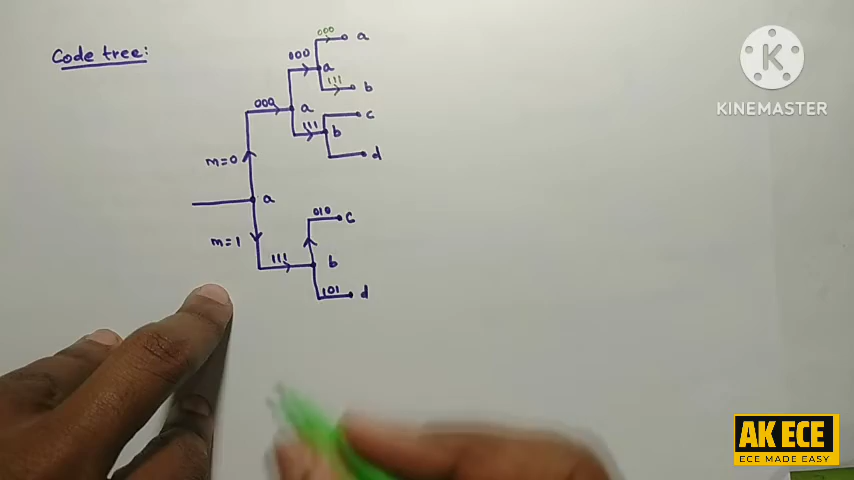 Code tree:
000
a
000
a
111
b
000
a
c
111
b
m=0
d
a
010
c
m=1
111
b
101
d
KINEMASTER
AK ECE
ECE MADE EASY